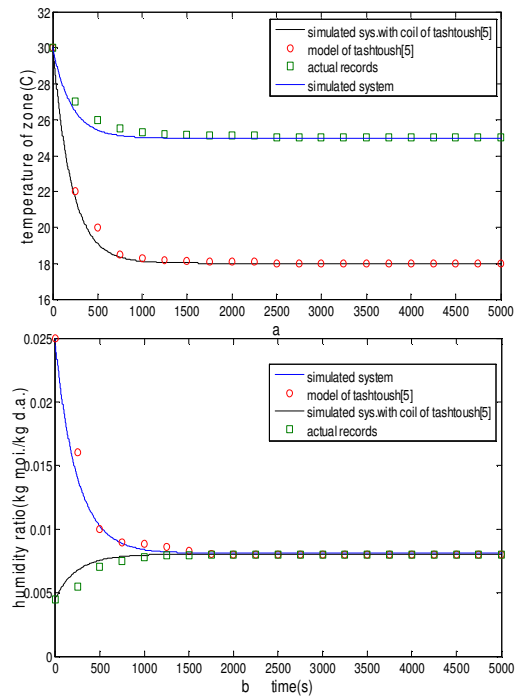 32
30
28
26
24
22
20
18
16
temperature of zone(C)
simulated sys.with coil of tashtoush[5]
model of tashtoush[5]
actual records
simulated system
0 500 1000 1500 2000 2500 3000 3500 4000 4500 5000
a
0.025
0.02
0.015
0.01
0.005
0
humidity ratio(kg moi./kg d.a.)
simulated system
model of tashtoush[5]
simulated sys.with coil of tashtoush[5]
actual records
0 500 1000 1500 2000 2500 3000 3500 4000 4500 5000
b time(s)